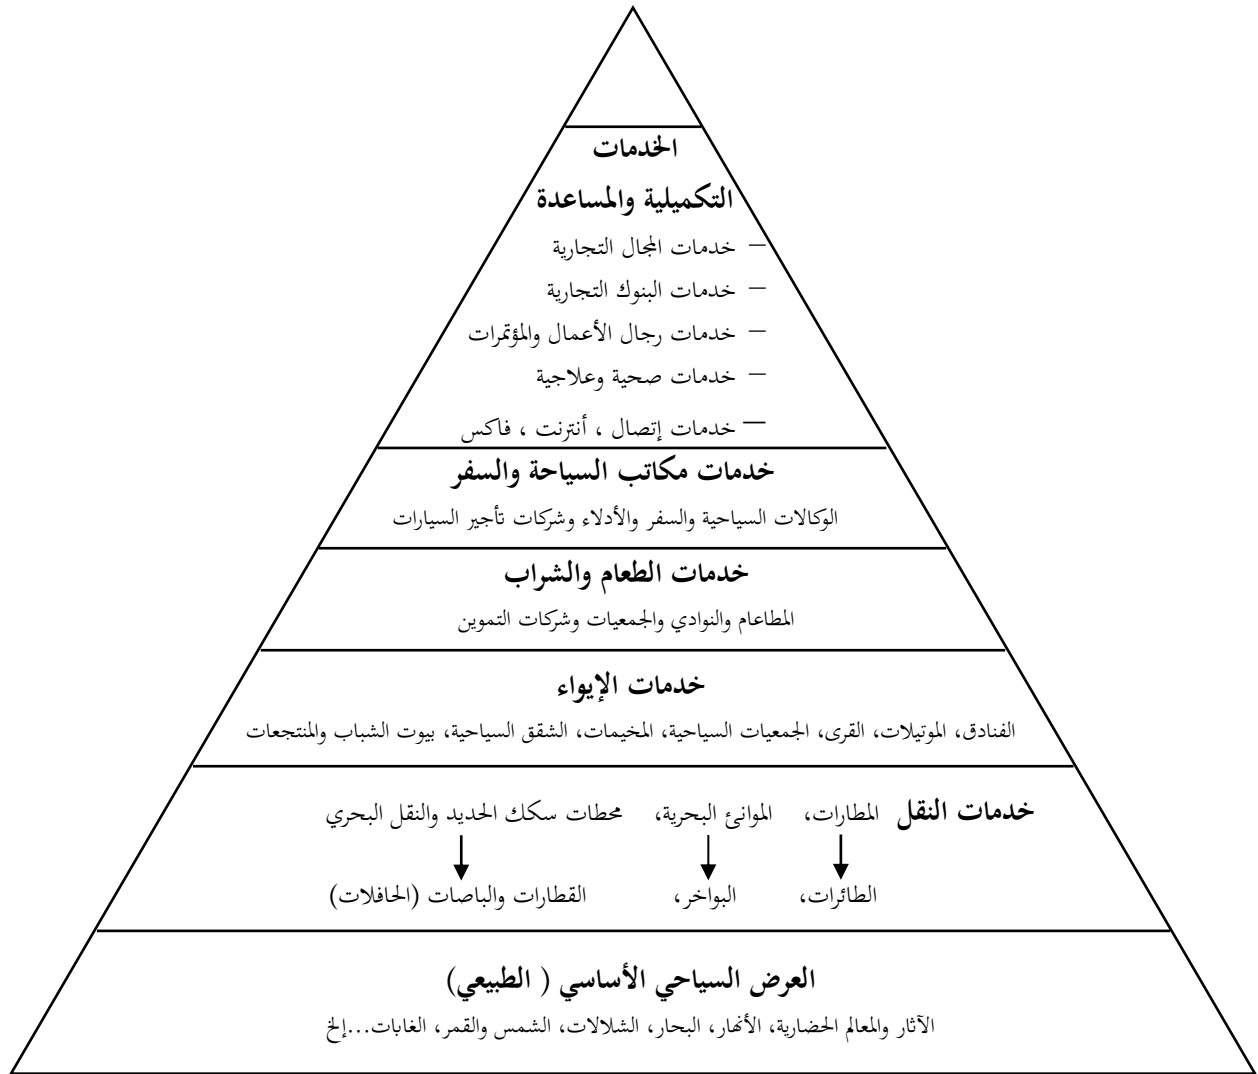 الخدمات
التكميلية والمساعدة
– خدمات المجال التجارية
– خدمات البنوك التجارية
– خدمات رجال الأعمال والمؤتمرات
– خدمات صحية وعلاجية
– خدمات إتصال ، أنترنت ، فاكس
خدمات مكاتب السياحة والسفر
الوكالات السياحية والسفر والأدلاء وشركات تأجير السيارات
خدمات الطعام والشراب
المطاعام والنوادي والجمعيات وشركات التموين
خدمات الإيواء
الفنادق، الموتيلات، القرى، الجمعيات السياحية، المخيمات، الشقق السياحية، بيوت الشباب والمنتجعات
خدمات النقل المطارات، الموانئ البحرية، محطات سكك الحديد والنقل البحري
الطائرات، البواخر، القطارات والباصات (الحافلات)
العرض السياحي الأساسي ( الطبيعي)
الآثار والمعالم الحضارية، الأنهار، البحار، الشلالات، الشمس والقمر، الغابات...إلخ